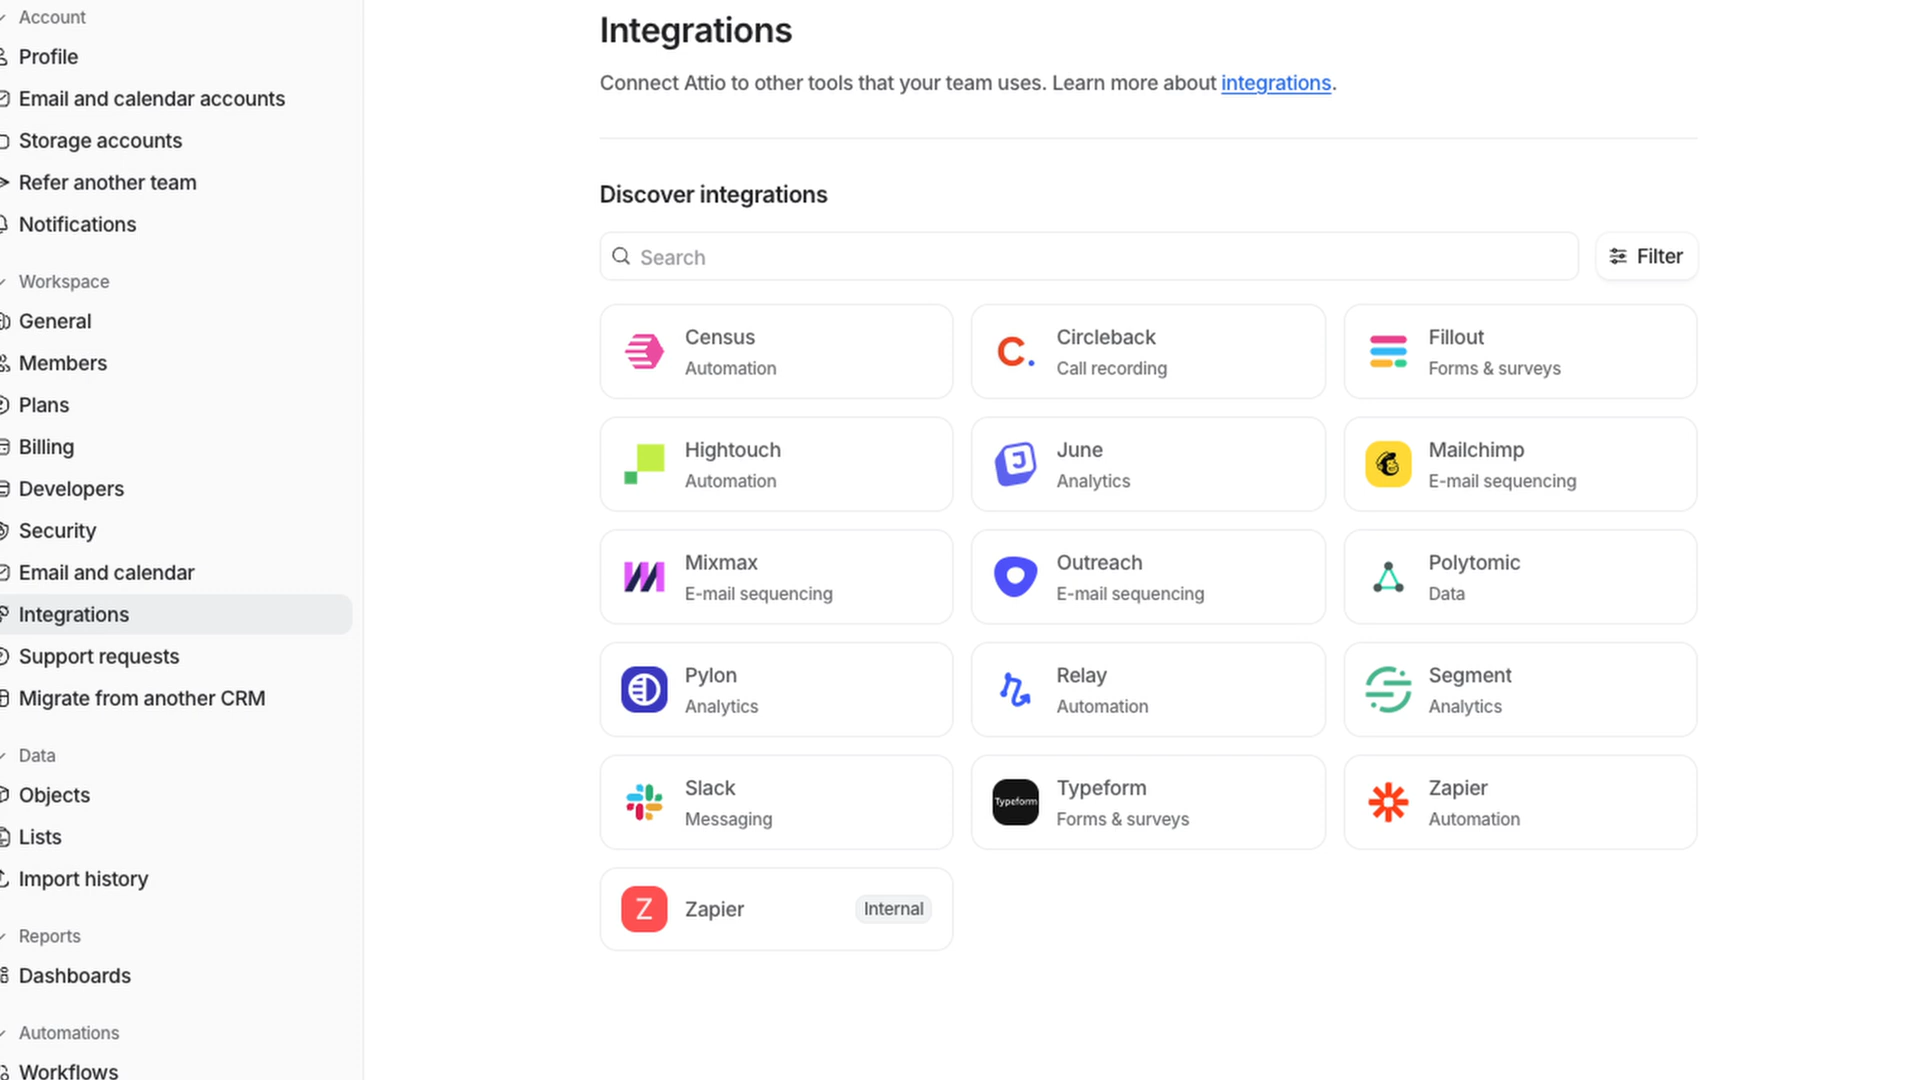 Account
Profile
Email and calendar accounts
Storage accounts
Refer another team
Notifications
Workspace
General
Members
Plans
Billing
Developers
Security
Email and calendar
Integrations
Support requests
Migrate from another CRM
Data
Objects
Lists
Import history
Reports
Dashboards
Automations
Workflows
Integrations
Connect Attio to other tools that your team uses. Learn more about integrations.
Discover integrations
Search
Filter
Census
Automation
Circleback
Call recording
Fillout
Forms & surveys
Hightouch
Automation
J
June
Analytics
Mailchimp
E-mail sequencing
Mixmax
E-mail sequencing
Outreach
E-mail sequencing
Polytomic
Data
Pylon
Analytics
Relay
Automation
Segment
Analytics
Slack
Messaging
Typeform
Typeform
Forms & surveys
Zapier
Automation
Z
Zapier
Internal